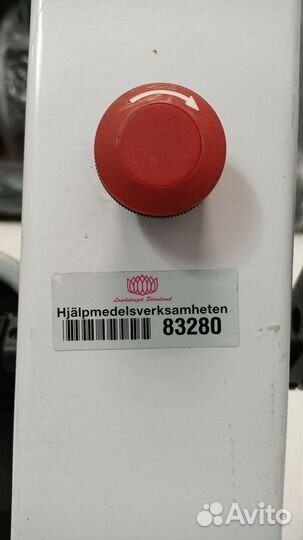 Landstinget Sörmland
Hjälpmedelsverksamheten
83280
Avito